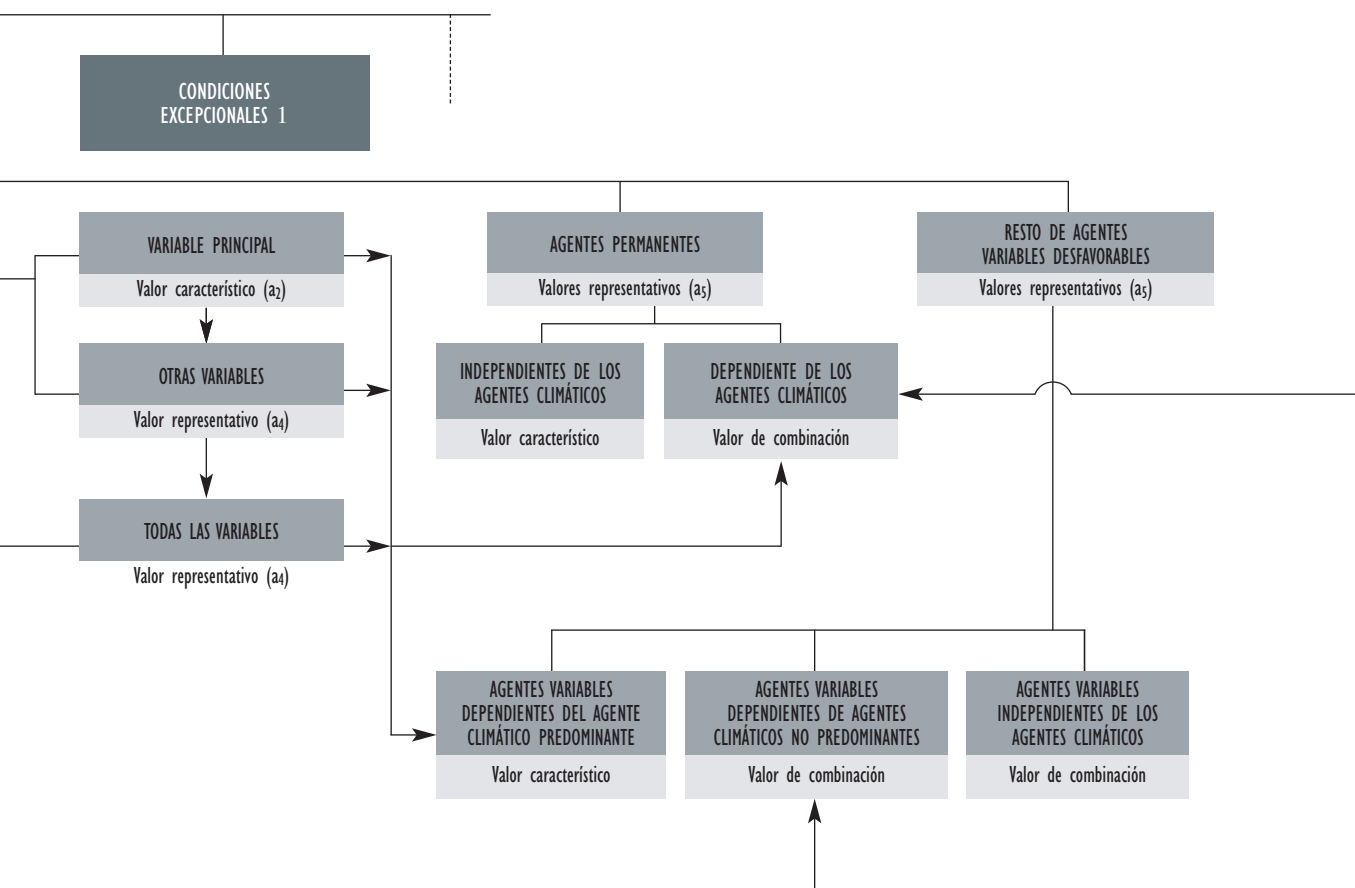 CONDICIONES
EXCEPCIONALES 1
VARIABLE PRINCIPAL
Valor característico (a2)
AGENTES PERMANENTES
Valores representativos (a5)
RESTO DE AGENTES
VARIABLES DESFAVORABLES
Valores representativos (a5)
OTRAS VARIABLES
Valor representativo (a4)
INDEPENDIENTES DE LOS
AGENTES CLIMÁTICOS
Valor característico
DEPENDIENTE DE LOS
AGENTES CLIMÁTICOS
Valor de combinación
TODAS LAS VARIABLES
Valor representativo (a4)
AGENTES VARIABLES
DEPENDIENTES DEL AGENTE
CLIMÁTICO PREDOMINANTE
Valor característico
AGENTES VARIABLES
DEPENDIENTES DE AGENTES
CLIMÁTICOS NO PREDOMINANTES
Valor de combinación
AGENTES VARIABLES
INDEPENDIENTES DE LOS
AGENTES CLIMÁTICOS
Valor de combinación